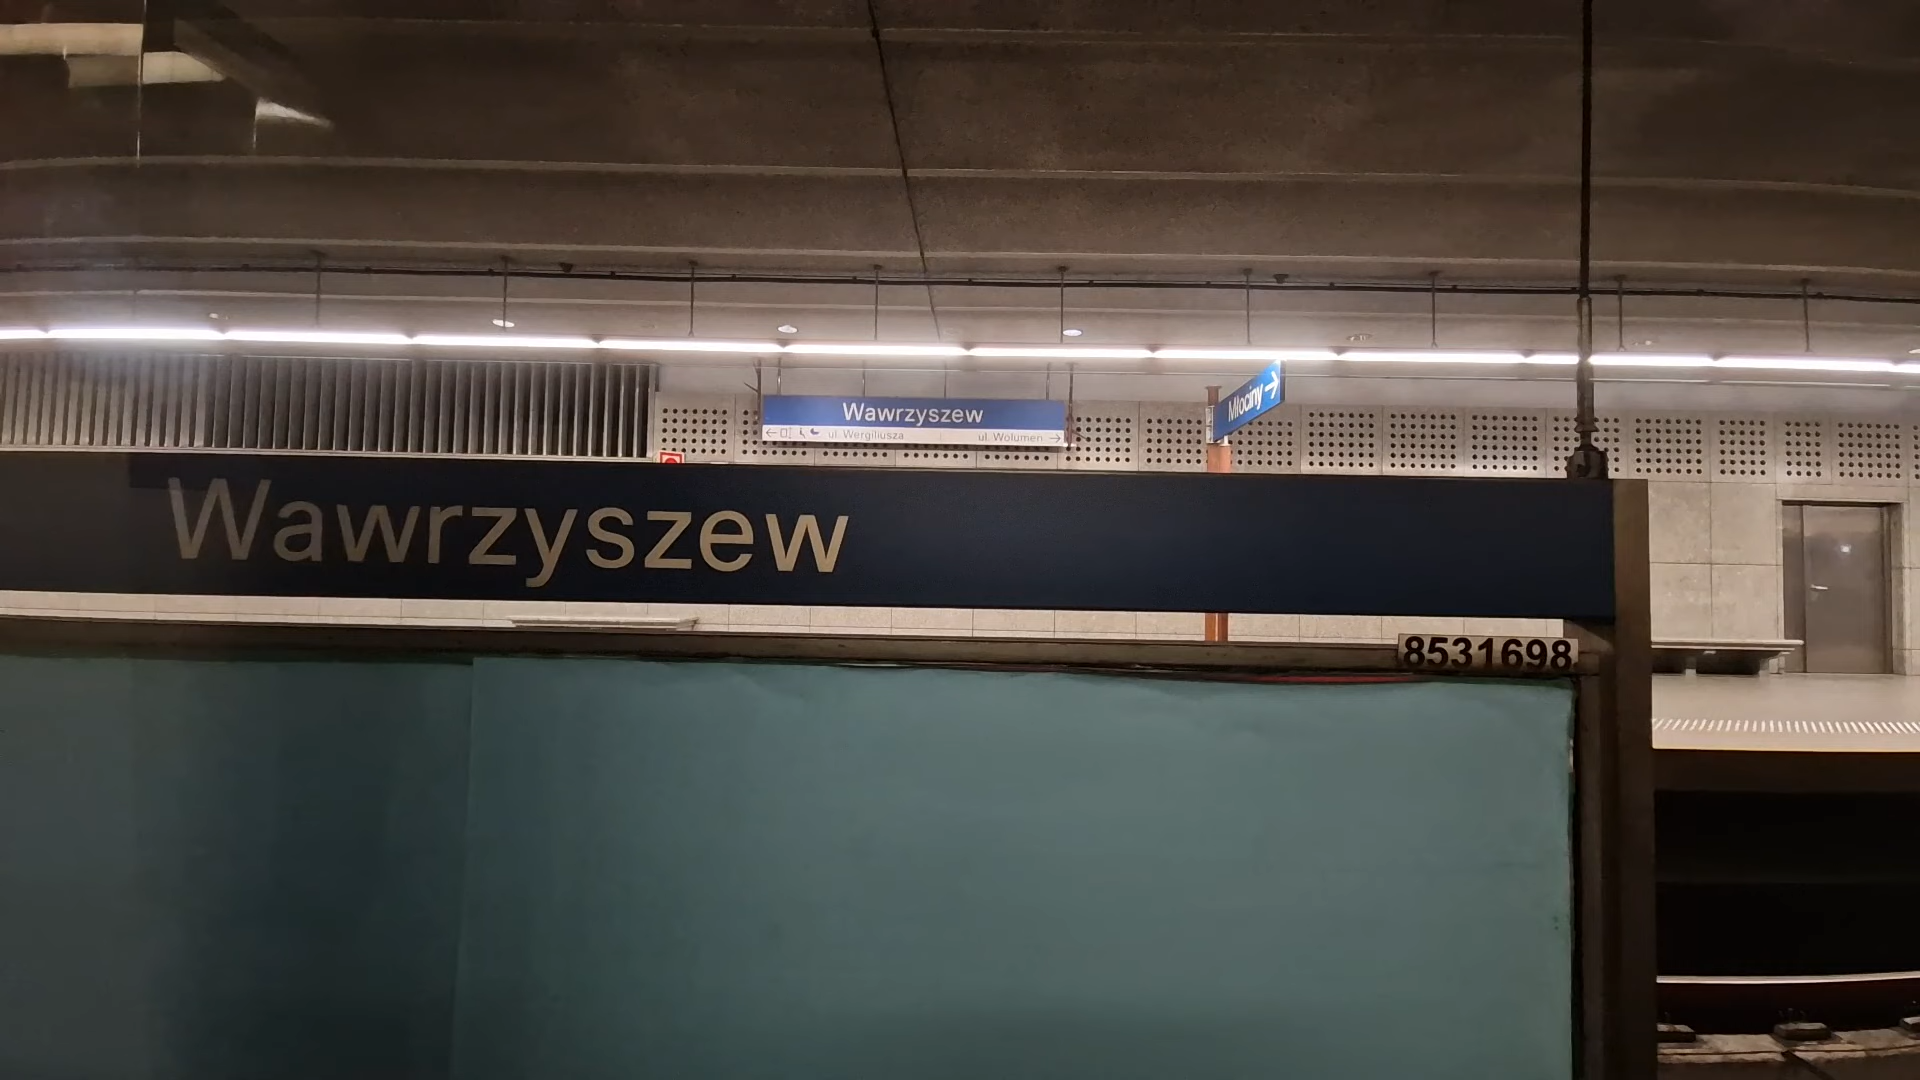 Wawrzyszew
← ul. Wergiliusza ul. Wolumen →
Młociny →
Wawrzyszew
8531698